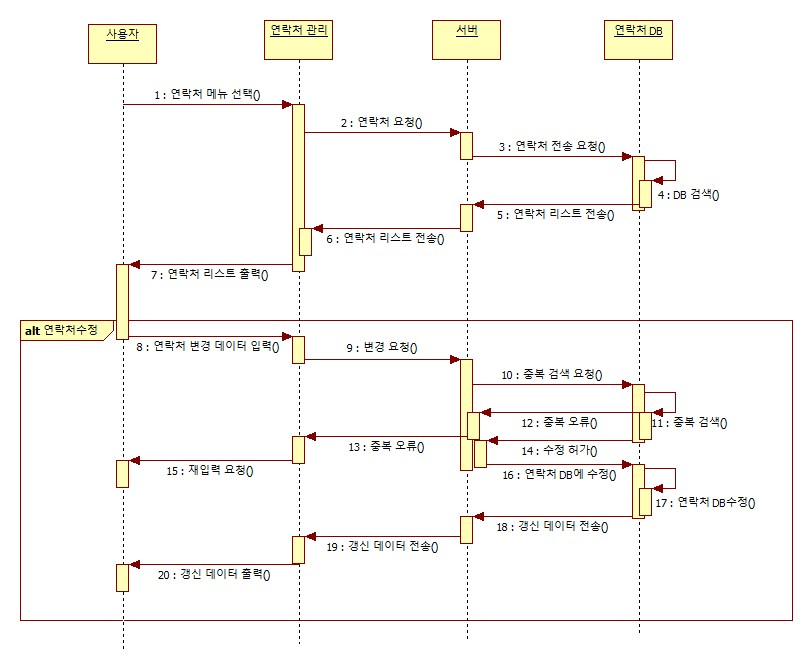 사용자
연락처 관리
서버
연락처 DB
1 : 연락처 메뉴 선택()
2 : 연락처 요청()
3 : 연락처 전송 요청()
4 : DB 검색()
5 : 연락처 리스트 전송()
6 : 연락처 리스트 전송()
7 : 연락처 리스트 출력()
alt 연락처수정
8 : 연락처 변경 데이터 입력()
9 : 변경 요청()
10 : 중복 검색 요청()
11 : 중복 검색()
12 : 중복 오류()
13 : 중복 오류()
14 : 수정 허가()
15 : 재입력 요청()
16 : 연락처 DB에 수정()
17 : 연락처 DB수정()
18 : 갱신 데이터 전송()
19 : 갱신 데이터 전송()
20 : 갱신 데이터 출력()